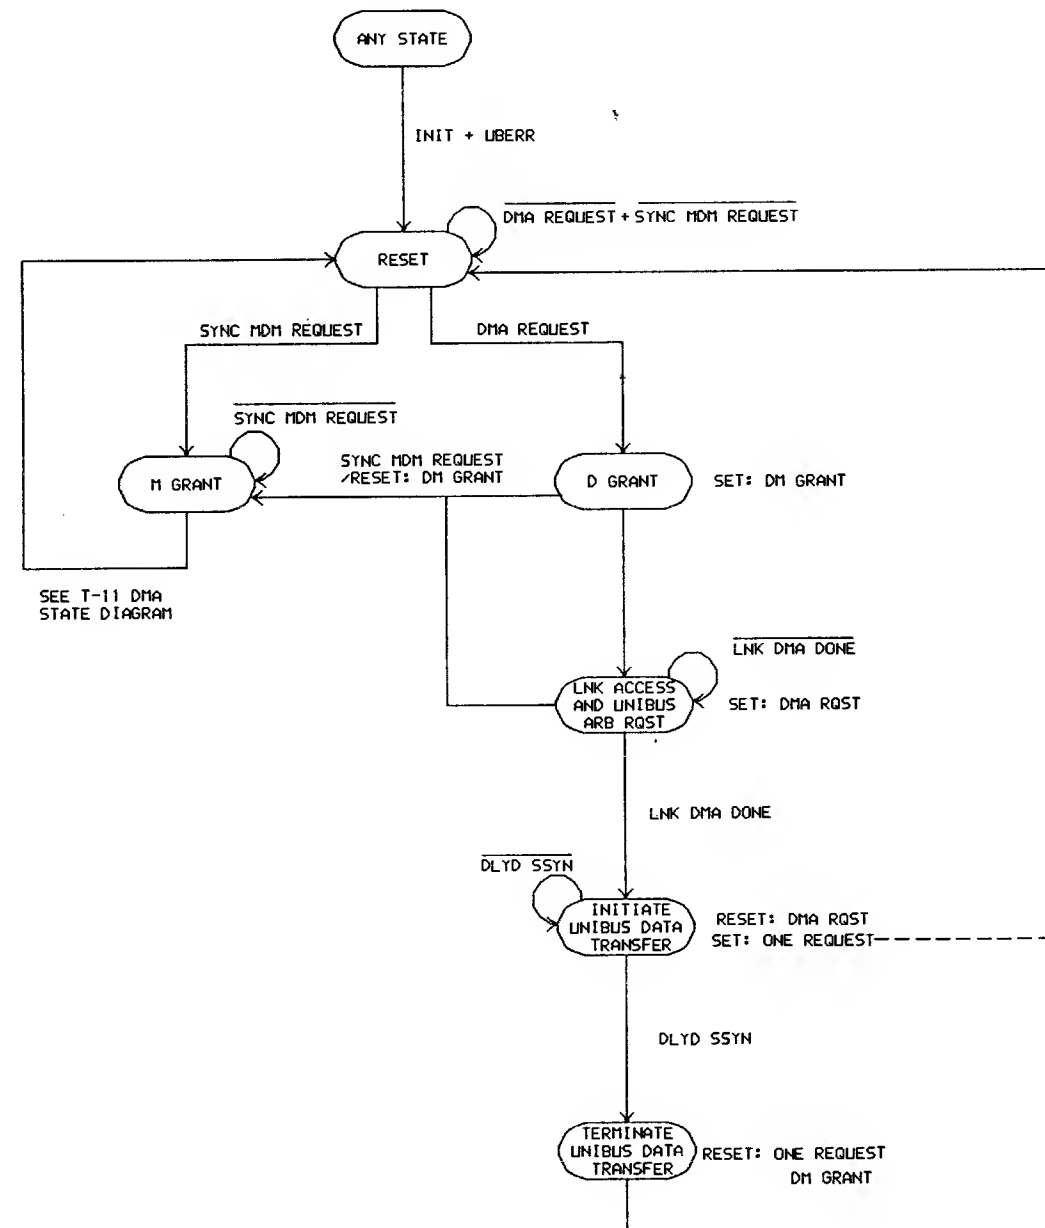 ANY STATE
INIT + UBERR
DMA REQUEST + SYNC MDM REQUEST
RESET
SYNC MDM REQUEST
DMA REQUEST
SYNC MDM REQUEST
M GRANT
SYNC MDM REQUEST
/RESET: DM GRANT
D GRANT
SET: DM GRANT
SEE T-11 DMA
STATE DIAGRAM
LNK DMA DONE
LNK ACCESS
AND UNIBUS
ARB RQST
SET: DMA RQST
LNK DMA DONE
DLYD SSYN
INITIATE
UNIBUS DATA
TRANSFER
RESET: DMA RQST
SET: ONE REQUEST
DLYD SSYN
TERMINATE
UNIBUS DATA
TRANSFER
RESET: ONE REQUEST
DM GRANT